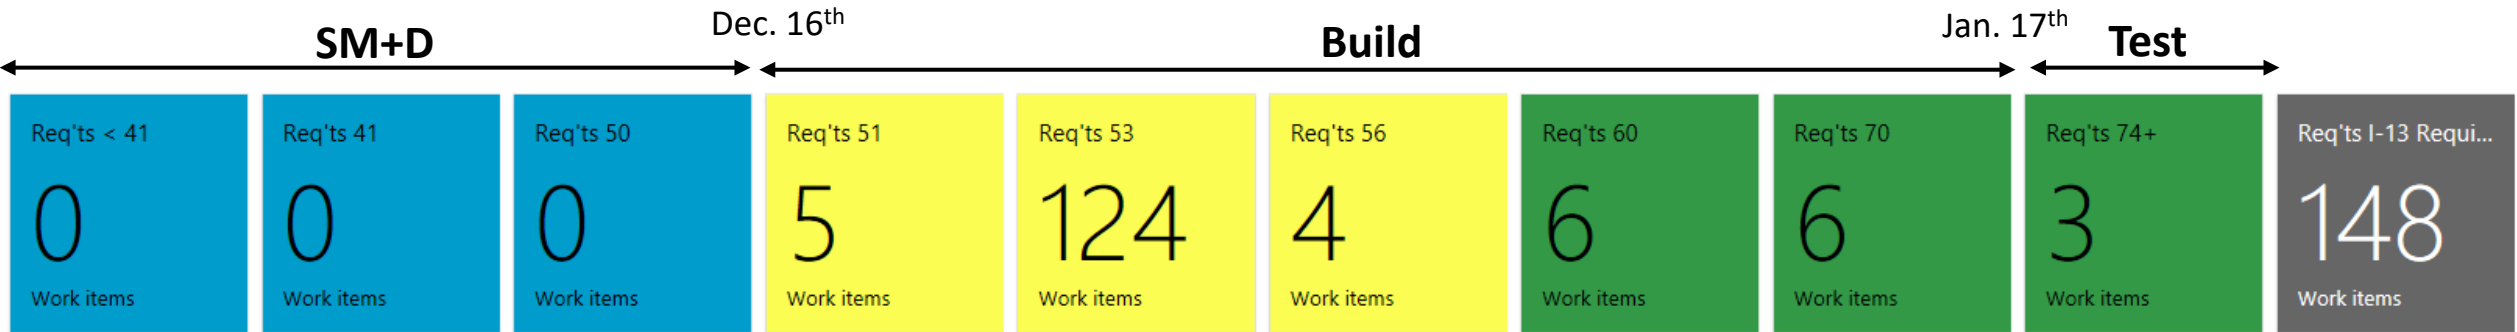 SM+D
Dec. 16th
Build
Jan. 17th
Test
Req'ts < 41
0
Work items
Req'ts 41
0
Work items
Req'ts 50
0
Work items
Req'ts 51
5
Work items
Req'ts 53
124
Work items
Req'ts 56
4
Work items
Req'ts 60
6
Work items
Req'ts 70
6
Work items
Req'ts 74+
3
Work items
Req'ts I-13 Requi...
148
Work items